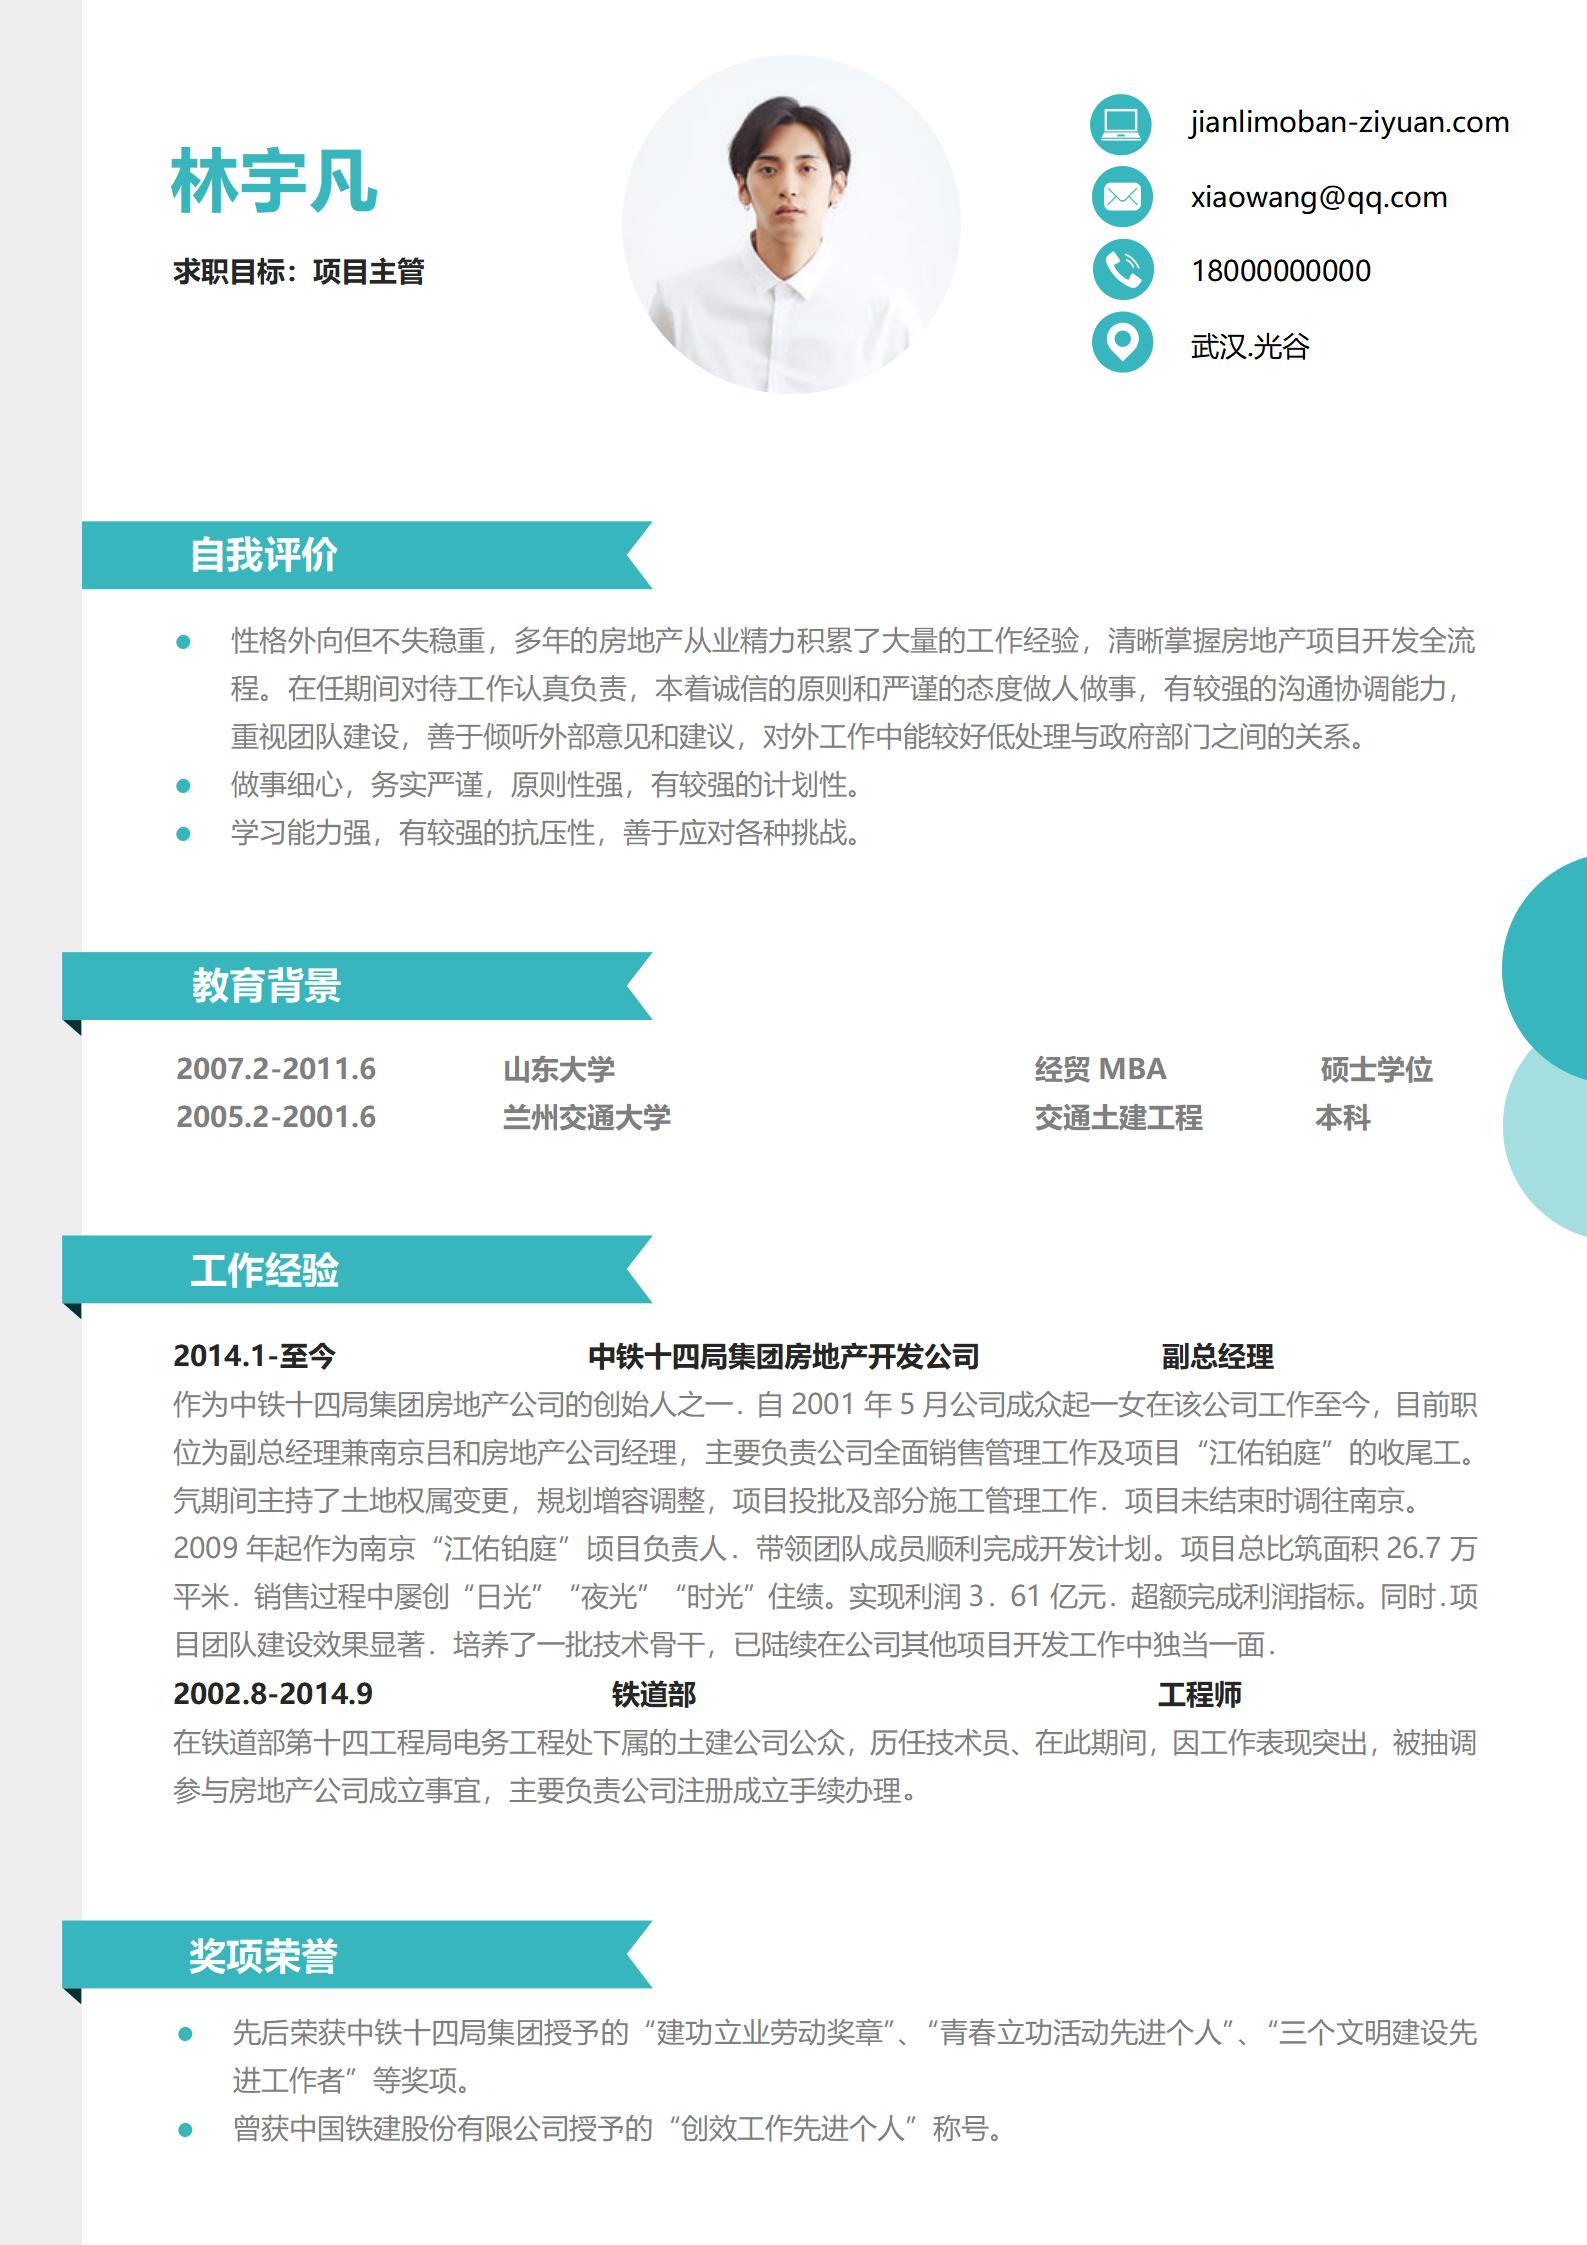 林宇凡
求职目标：项目主管
jianlimoban-ziyuan.com
xiaowang@qq.com
18000000000
武汉.光谷
自我评价
性格外向但不失稳重，多年的房地产从业精力积累了大量的工作经验，清晰掌握房地产项目开发全流
程。在任期间对待工作认真负责，本着诚信的原则和严谨的态度做人做事，有较强的沟通协调能力，
重视团队建设，善于倾听外部意见和建议，对外工作中能较好低处理与政府部门之间的关系。
做事细心，务实严谨，原则性强，有较强的计划性。
学习能力强，有较强的抗压性，善于应对各种挑战。
教育背景
2007.2-2011.6 山东大学 经贸 MBA 硕士学位
2005.2-2001.6 兰州交通大学 交通土建工程 本科
工作经验
2014.1-至今 中铁十四局集团房地产开发公司 副总经理
作为中铁十四局集团房地产公司的创始人之一．自 2001 年 5 月公司成众起一女在该公司工作至今，目前职
位为副总经理兼南京吕和房地产公司经理，主要负责公司全面销售管理工作及项目“江佑铂庭”的收尾工。
氕期间主持了土地权属变更，规划增容调整，项目投批及部分施工管理工作．项目未结束时调往南京。
2009 年起作为南京“江佑铂庭”顷目负责人．带领团队成员顺利完成开发计划。项目总比筑面积 26.7 万
平米．销售过程中屡创“日光”“夜光”“时光”住绩。实现利润 3．61 亿元．超额完成利润指标。同时.项
目团队建设效果显著．培养了一批技术骨干，已陆续在公司其他项目开发工作中独当一面．
2002.8-2014.9 铁道部 工程师
在铁道部第十四工程局电务工程处下属的土建公司公众，历任技术员、在此期间，因工作表现突出，被抽调
参与房地产公司成立事宜，主要负责公司注册成立手续办理。
奖项荣誉
先后荣获中铁十四局集团授予的“建功立业劳动奖章”、“青春立功活动先进个人”、“三个文明建设先
进工作者”等奖项。
曾获中国铁建股份有限公司授予的“创效工作先进个人”称号。